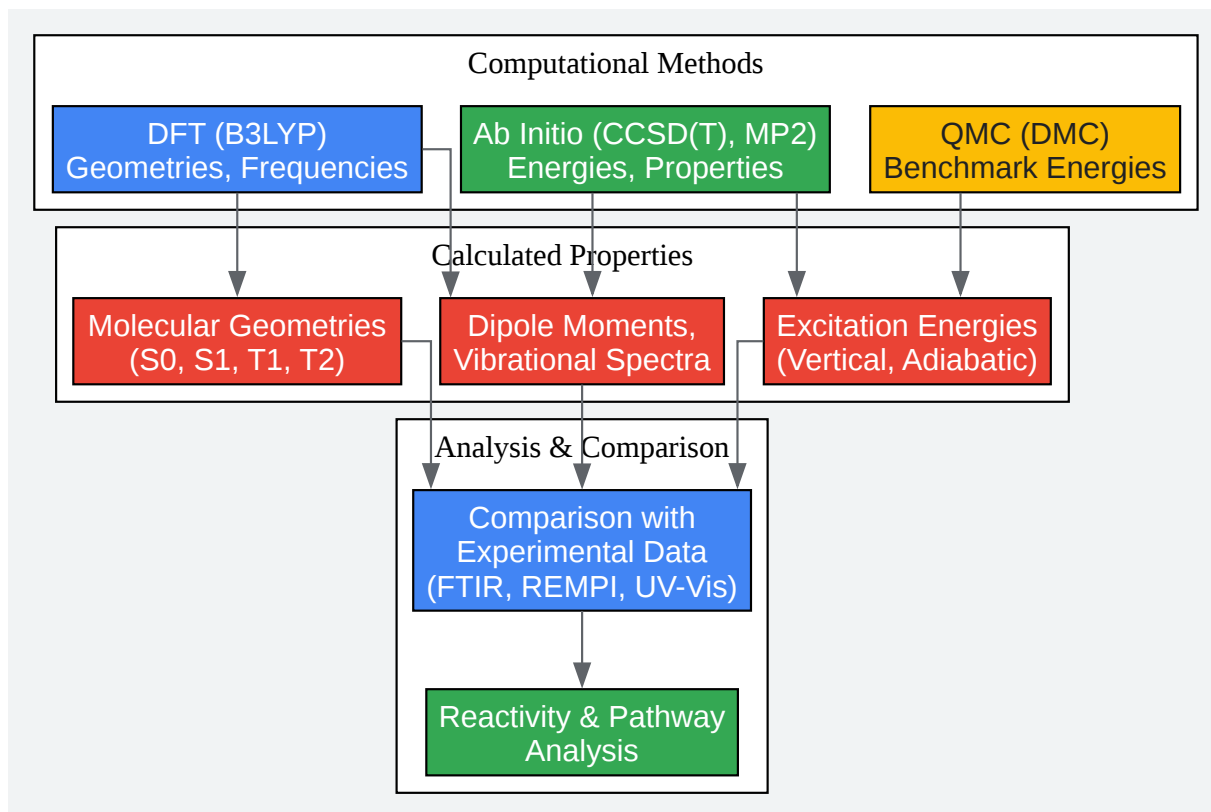 Computational Methods
DFT (B3LYP)
Geometries, Frequencies
Ab Initio (CCSD(T), MP2)
Energies, Properties
QMC (DMC)
Benchmark Energies
Calculated Properties
Molecular Geometries
(S0, S1, T1, T2)
Dipole Moments,
Vibrational Spectra
Excitation Energies
(Vertical, Adiabatic)
Analysis & Comparison
Comparison with
Experimental Data
(FTIR, REMPI, UV-Vis)
Reactivity & Pathway
Analysis